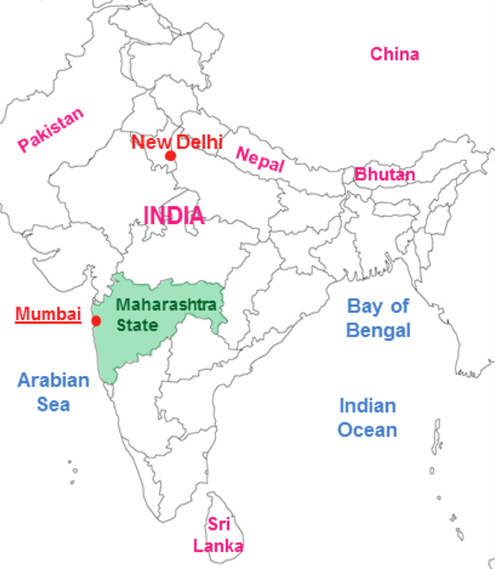 China
Pakistan
New Delhi
Nepal
Bhutan
INDIA
Maharashtra
State
Mumbai
Bay of
Bengal
Arabian
Sea
Indian
Ocean
Sri
Lanka